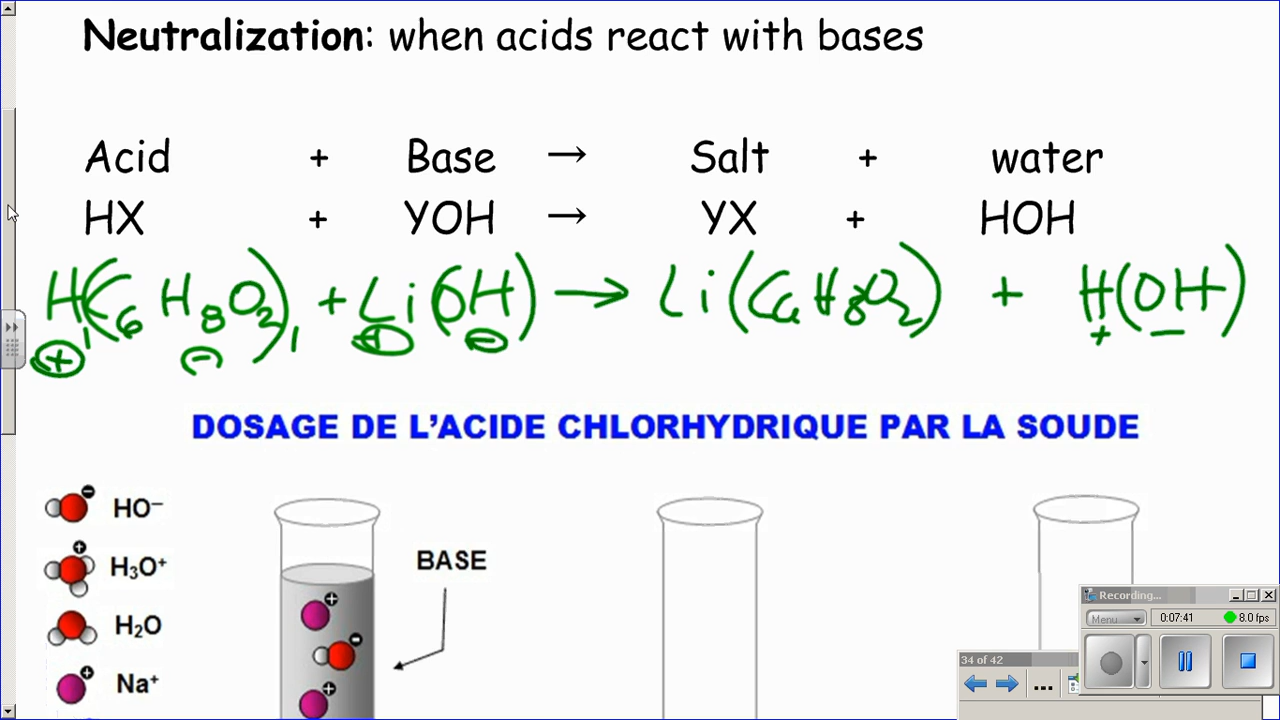 Neutralization: when acids react with bases
Acid + Base → Salt + water
HX + YOH → YX + HOH
H(C₆H₈O₂)₁ + Li(OH) → Li(C₆H₈O₂) + H(OH)
1
+ − + − + −
DOSAGE DE L'ACIDE CHLORHYDRIQUE PAR LA SOUDE
HO⁻
H₃O⁺
BASE
H₂O
Na⁺
Recording...
Menu 0:07:41 8.0 fps
34 of 42
...